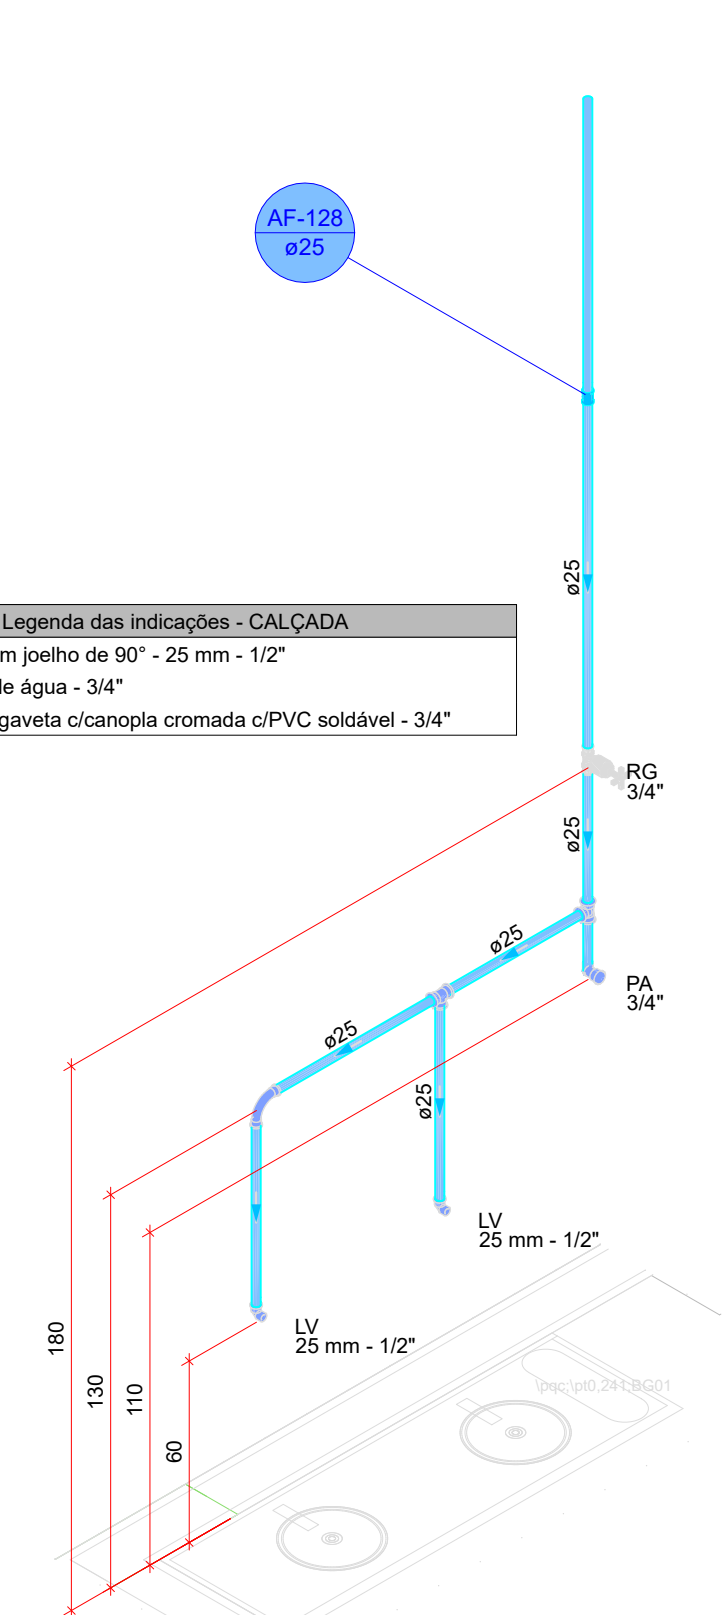 AF-128
ø25
ø25
Legenda das indicações - CALÇADA
m joelho de 90° - 25 mm - 1/2"
de água - 3/4"
gaveta c/canopla cromada c/PVC soldável - 3/4"
RG
3/4"
ø25
ø25
PA
3/4"
ø25
ø25
LV
25 mm - 1/2"
LV
25 mm - 1/2"
180
130
110
60
\pqc;\pt0,241;BG01